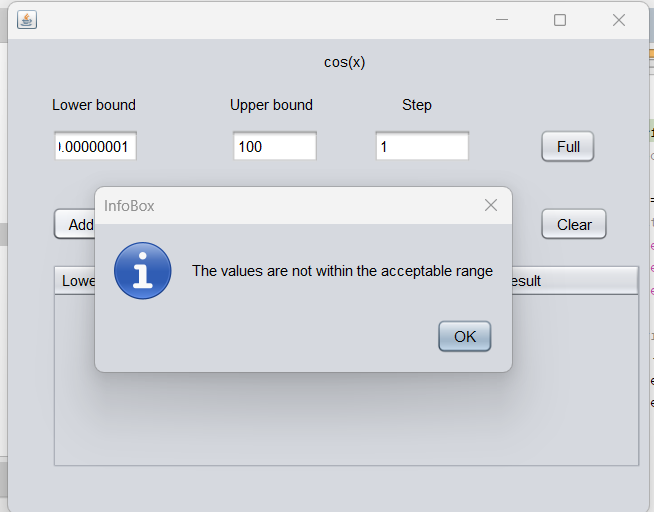 cos(x)
Lower bound Upper bound Step
.00000001 100 1 Full
Add Clear
InfoBox
The values are not within the acceptable range
OK
Lowe esult